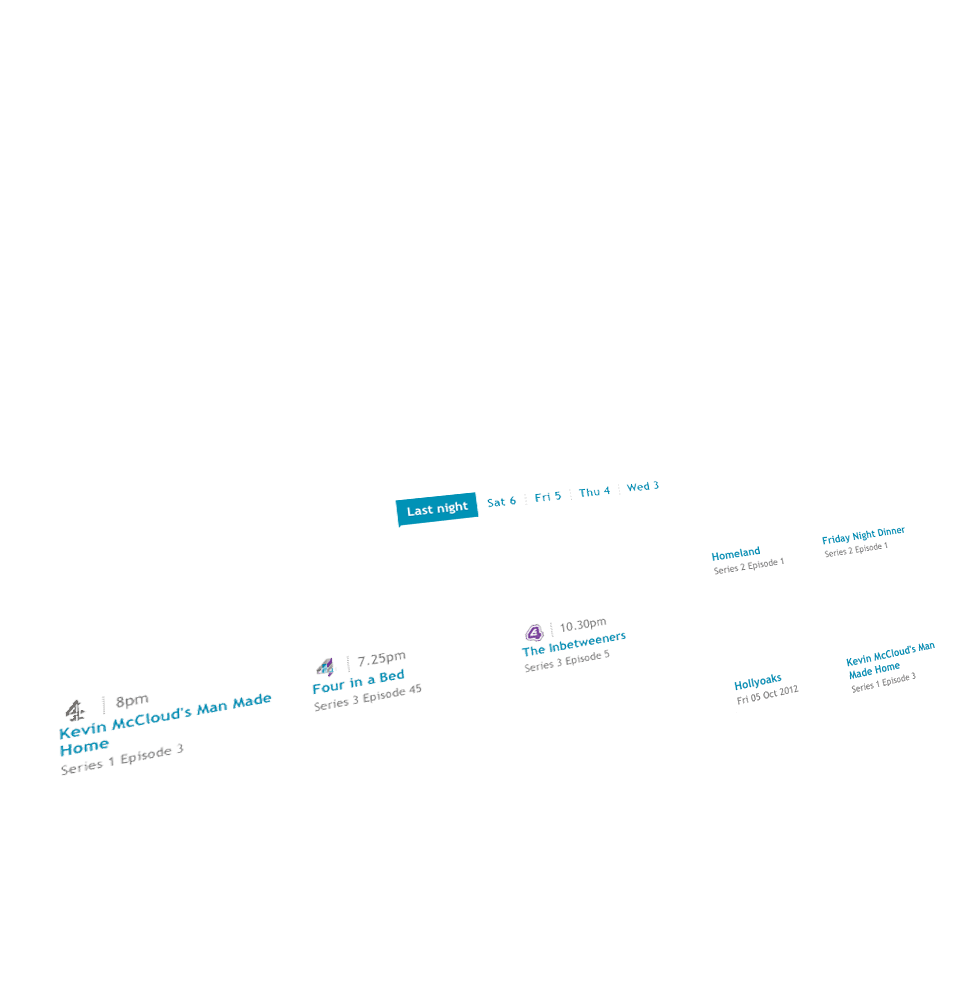 Last night
Sat 6
Fri 5
Thu 4
Wed 3
8pm
Kevin McCloud's Man Made
Home
Series 1 Episode 3
7.25pm
Four in a Bed
Series 3 Episode 45
10.30pm
The Inbetweeners
Series 3 Episode 5
Homeland
Series 2 Episode 1
Friday Night Dinner
Series 2 Episode 1
Hollyoaks
Fri 05 Oct 2012
Kevin McCloud's Man
Made Home
Series 1 Episode 3